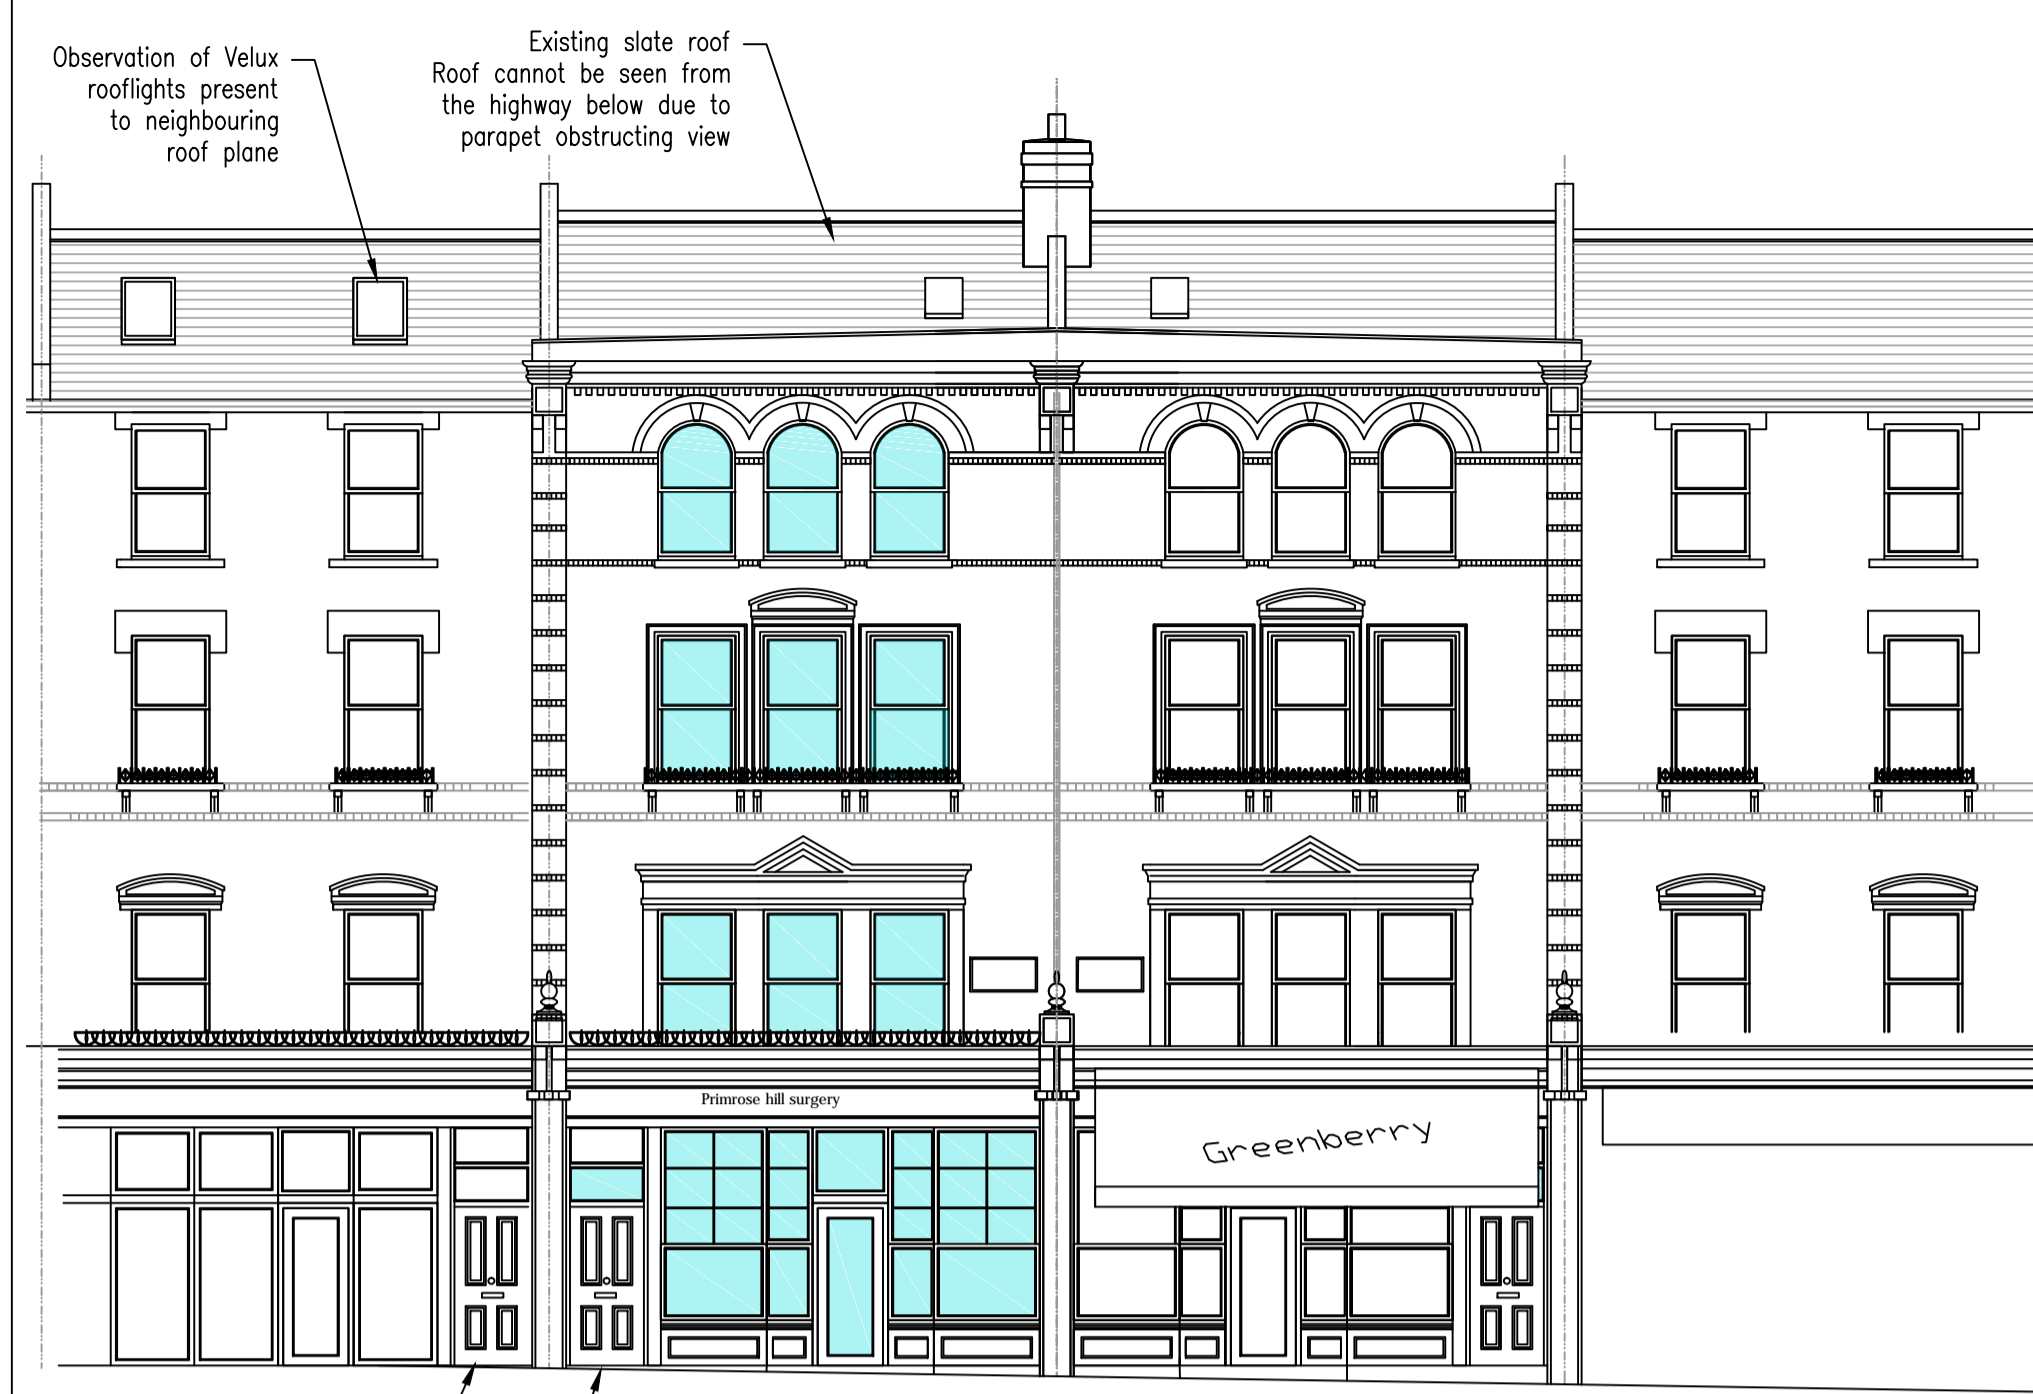 Observation of Velux
rooflights present
to neighbouring
roof plane
Existing slate roof
Roof cannot be seen from
the highway below due to
parapet obstructing view
Primrose hill surgery
Greenberry